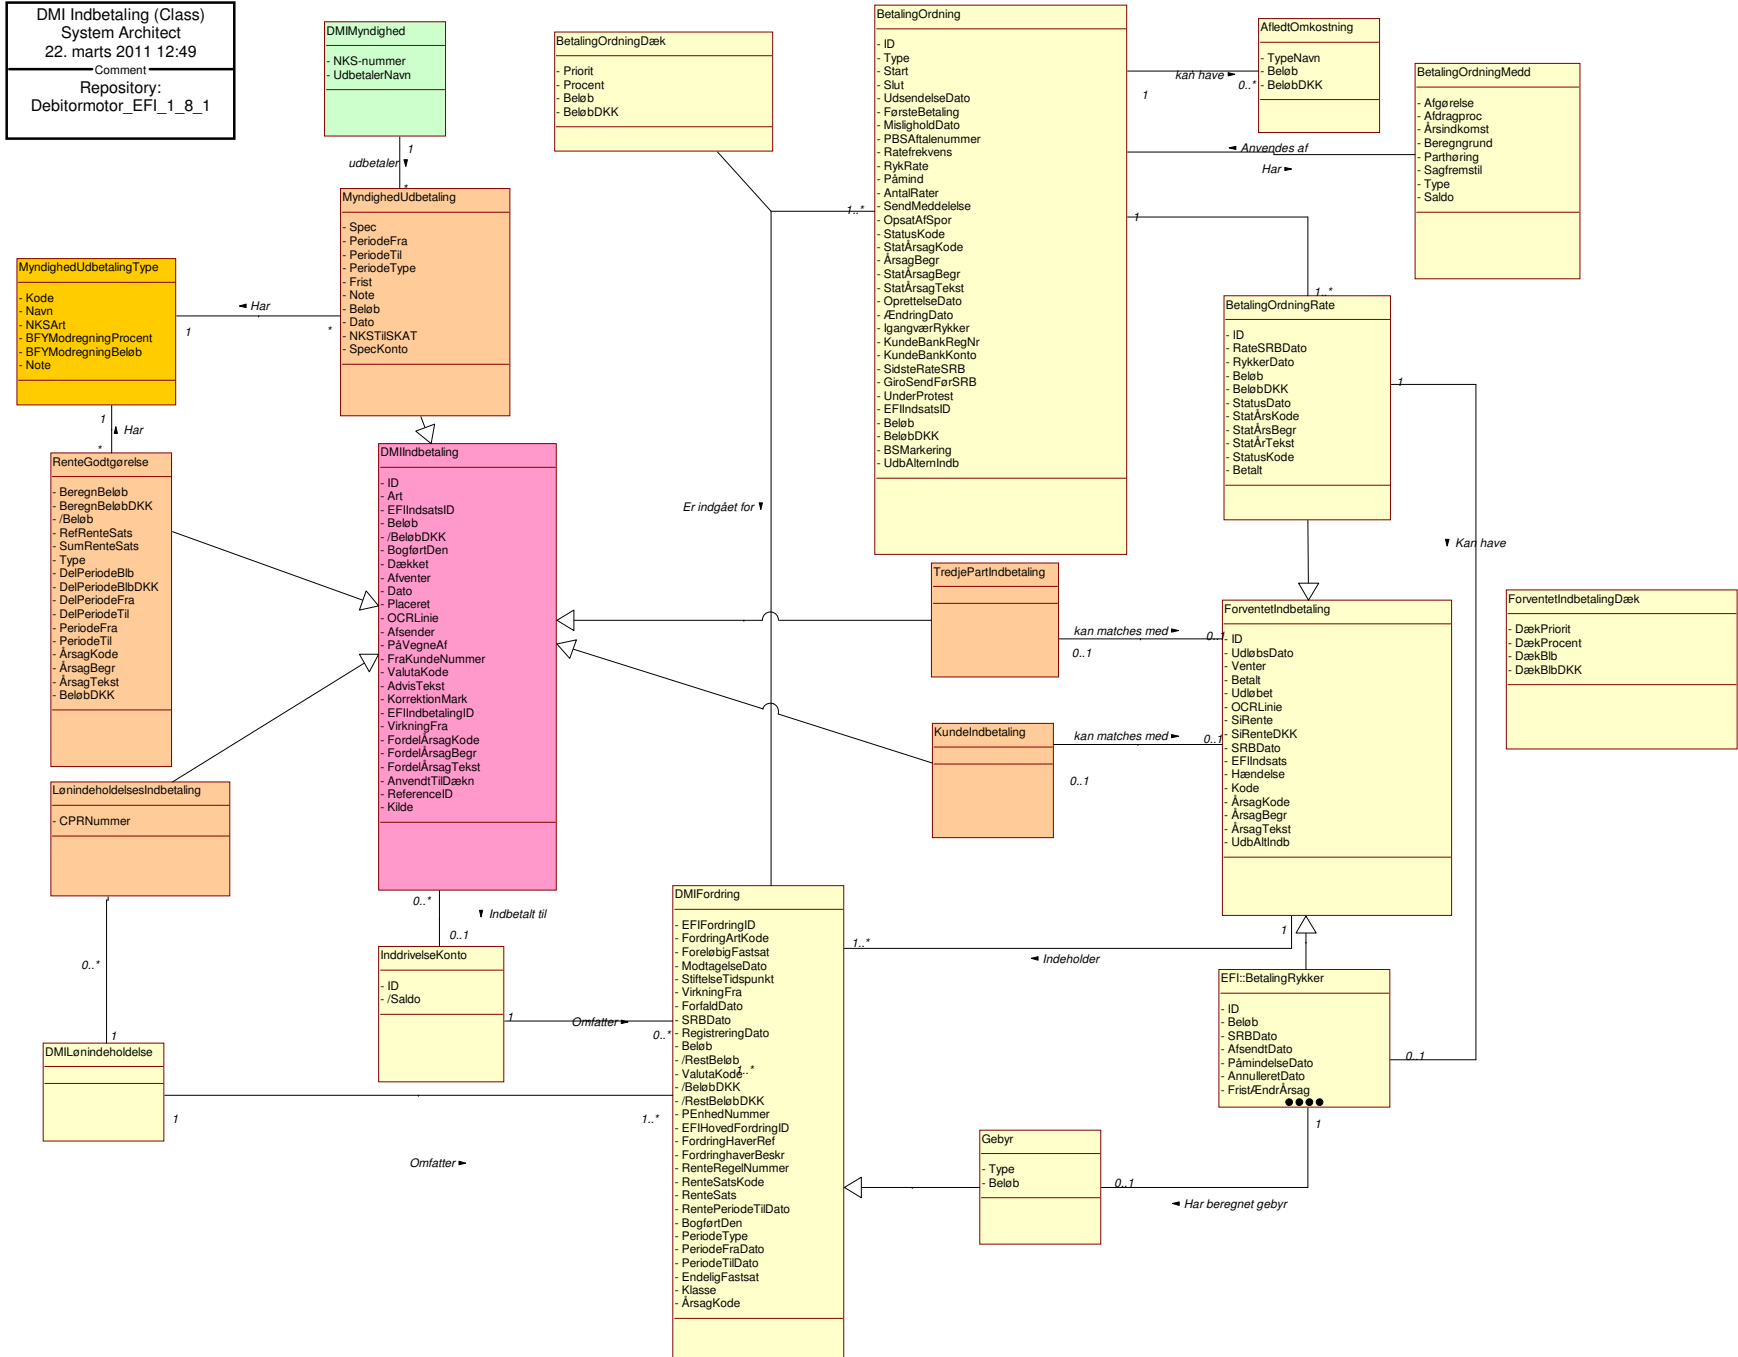 DMI Indbetaling (Class)
System Architect
22. marts 2011 12:49
Comment
Repository:
Debitormotor_EFI_1_8_1
DMIMyndighed
- NKS-nummer
- UdbetalerNavn
1
udbetaler
*
BetalingOrdningDæk
- Priorit
- Procent
- Beløb
- BeløbDKK
BetalingOrdning
- ID
- Type
- Start
- Slut
- UdsendelseDato
- FørsteBetaling
- MisligholdDato
- PBSAftalenummer
- Ratefrekvens
- RykRate
- Påmind
- AntalRater
- SendMeddelelse
- OpsatAfSpor
- StatusKode
- StatÅrsagKode
- ÅrsagBegr
- StatÅrsagBegr
- StatÅrsagTekst
- OprettelseDato
- ÆndringDato
- IgangværRykker
- KundeBankRegNr
- KundeBankKonto
- SidsteRateSRB
- GiroSendFørSRB
- UnderProtest
- EFIIndsatsID
- Beløb
- BeløbDKK
- BSMarkering
- UdbAlternIndb
1..*
Er indgået for
kan have
1
0..*
AfledtOmkostning
- TypeNavn
- Beløb
- BeløbDKK
Anvendes af
Har
BetalingOrdningMedd
- Afgørelse
- Afdragproc
- Årsindkomst
- Beregngrund
- Parthøring
- Sagfremstil
- Type
- Saldo
1
1..*
BetalingOrdningRate
- ID
- RateSRBDato
- RykkerDato
- Beløb
- BeløbDKK
- StatusDato
- StatÅrsKode
- StatÅrsBegr
- StatÅrTekst
- StatusKode
- Betalt
1
Kan have
0..1
MyndighedUdbetaling
- Spec
- PeriodeFra
- PeriodeTil
- PeriodeType
- Frist
- Note
- Beløb
- Dato
- NKSTilSKAT
- SpecKonto
Har
1
*
MyndighedUdbetalingType
- Kode
- Navn
- NKSArt
- BFYModregningProcent
- BFYModregningBeløb
- Note
1
Har
*
RenteGodtgørelse
- BeregnBeløb
- BeregnBeløbDKK
- /Beløb
- RefRenteSats
- SumRenteSats
- Type
- DelPeriodeBlb
- DelPeriodeBlbDKK
- DelPeriodeFra
- DelPeriodeTil
- PeriodeFra
- PeriodeTil
- ÅrsagKode
- ÅrsagBegr
- ÅrsagTekst
- BeløbDKK
DMIIndbetaling
- ID
- Art
- EFIIndsatsID
- Beløb
- /BeløbDKK
- BogførtDen
- Dækket
- Afventer
- Dato
- Placeret
- OCRLinie
- Afsender
- PåVegneAf
- FraKundeNummer
- ValutaKode
- AdvisTekst
- KorrektionMark
- EFIIndbetalingID
- VirkningFra
- FordelÅrsagKode
- FordelÅrsagBegr
- FordelÅrsagTekst
- AnvendtTilDækn
- ReferenceID
- Kilde
TredjePartIndbetaling
kan matches med
0..1
0..1
KundeIndbetaling
kan matches med
0..1
0..1
ForventetIndbetaling
- ID
- UdløbsDato
- Venter
- Betalt
- Udløbet
- OCRLinie
- SiRente
- SiRenteDKK
- SRBDato
- EFIIndsats
- Hændelse
- Kode
- ÅrsagKode
- ÅrsagBegr
- ÅrsagTekst
- UdbAltIndb
ForventetIndbetalingDæk
- DækPriorit
- DækProcent
- DækBlb
- DækBlbDKK
LønindeholdelsesIndbetaling
- CPRNummer
0..*
1
DMILønindeholdelse
1
1..*
Omfatter
0..*
Indbetalt til
0..1
InddrivelseKonto
- ID
- /Saldo
1
Omfatter
0..*
DMIFordring
- EFIFordringID
- FordringArtKode
- ForeløbigFastsat
- ModtagelseDato
- StiftelseTidspunkt
- VirkningFra
- ForfaldDato
- SRBDato
- RegistreringDato
- Beløb
- /RestBeløb
- ValutaKode
1..*
- /BeløbDKK
- /RestBeløbDKK
- PEnhedNummer
- EFIHovedFordringID
- FordringHaverRef
- FordringhaverBeskr
- RenteRegelNummer
- RenteSatsKode
- RenteSats
- RentePeriodeTilDato
- BogførtDen
- PeriodeType
- PeriodeFraDato
- PeriodeTilDato
- EndeligFastsat
- Klasse
- ÅrsagKode
1..*
1
Indeholder
EFI::BetalingRykker
- ID
- Beløb
- SRBDato
- AfsendtDato
- PåmindelseDato
- AnnulleretDato
- FristÆndrÅrsag
1
Gebyr
- Type
- Beløb
0..1
Har beregnet gebyr